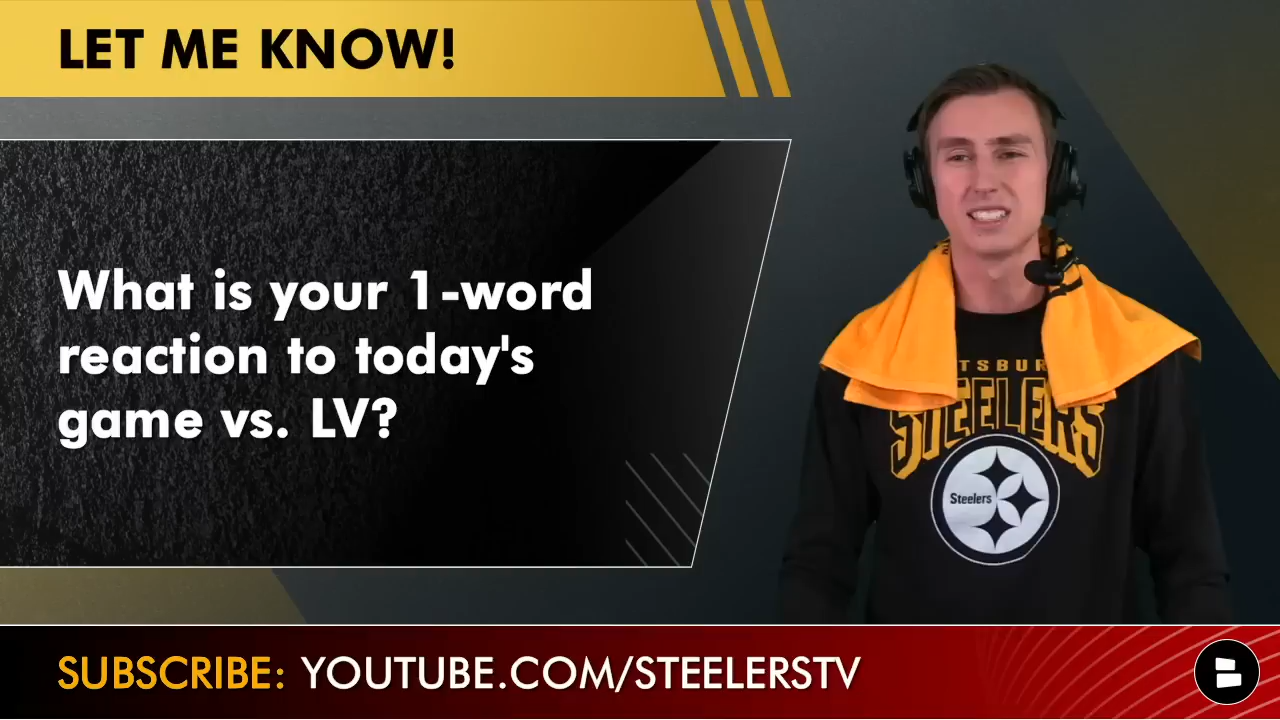 LET ME KNOW!
What is your 1-word
reaction to today's
game vs. LV?
TSBUR
STEELERS
Steelers
SUBSCRIBE: YOUTUBE.COM/STEELERSTV